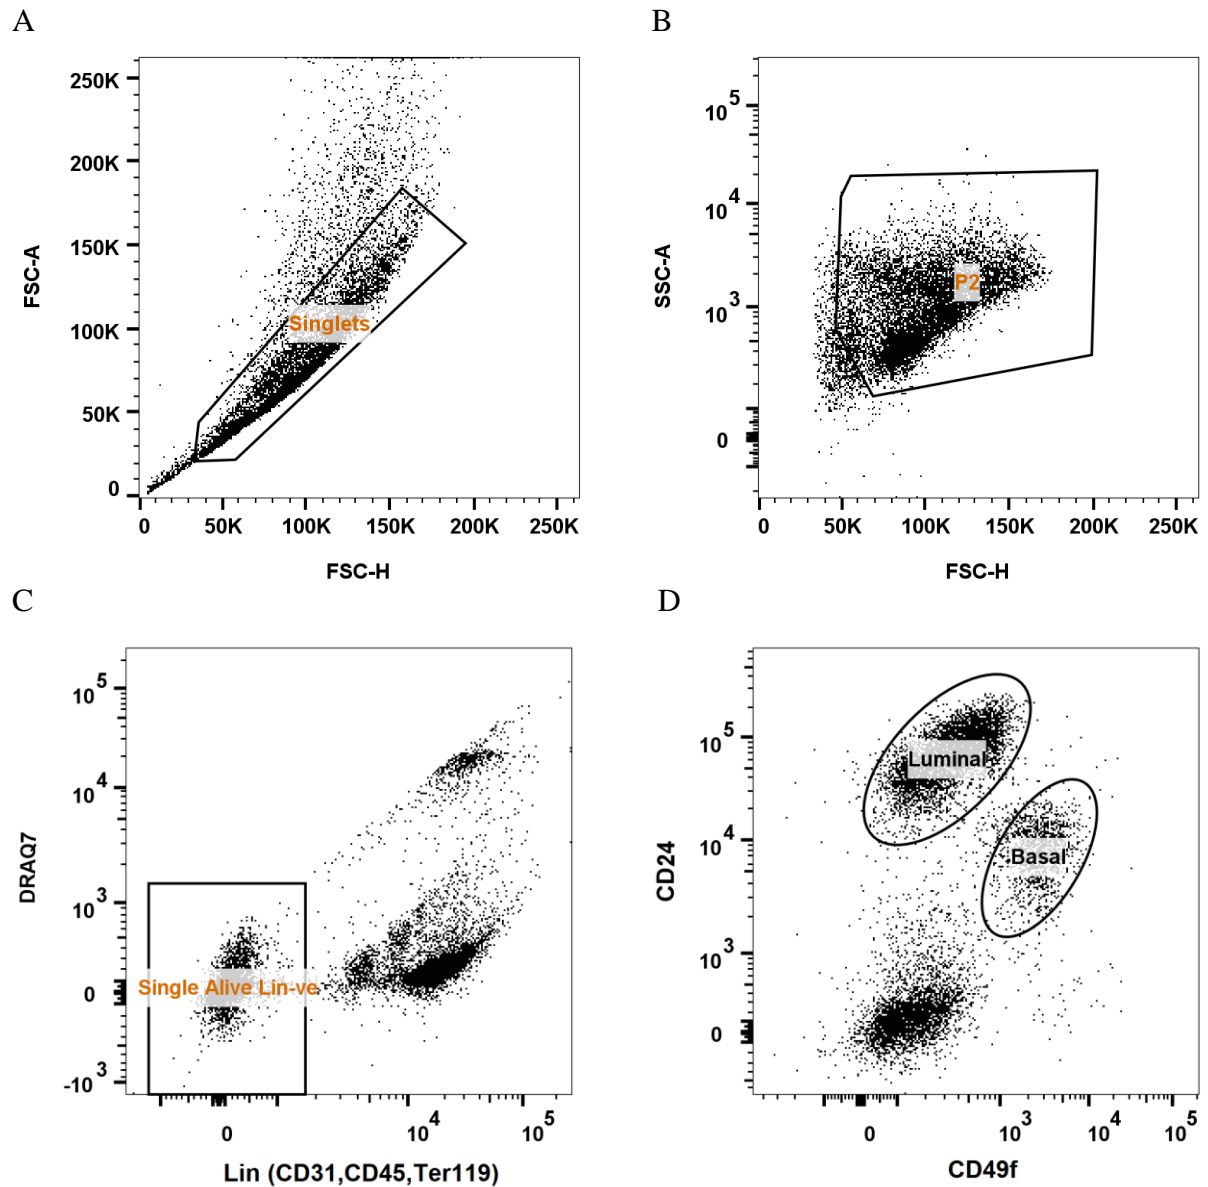 A
250K
200K
150K
100K
50K
0
FSC-A
Singlets
0 50K 100K 150K 200K 250K
FSC-H
B
10^5
10^4
10^3
0
SSC-A
P2
0 50K 100K 150K 200K 250K
FSC-H
C
10^5
10^4
10^3
0
-10^3
DRAQ7
Single Alive Lin-ve
0 10^4 10^5
Lin (CD31,CD45,Ter119)
D
10^5
10^4
10^3
0
CD24
Luminal
Basal
0 10^3 10^4 10^5
CD49f